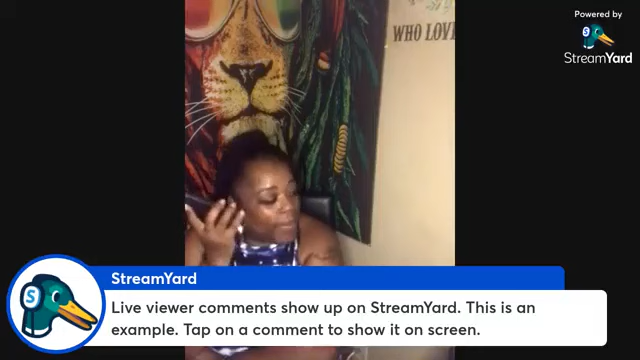 Powered by
StreamYard
WHO LOVE
StreamYard
Live viewer comments show up on StreamYard. This is an
example. Tap on a comment to show it on screen.
S